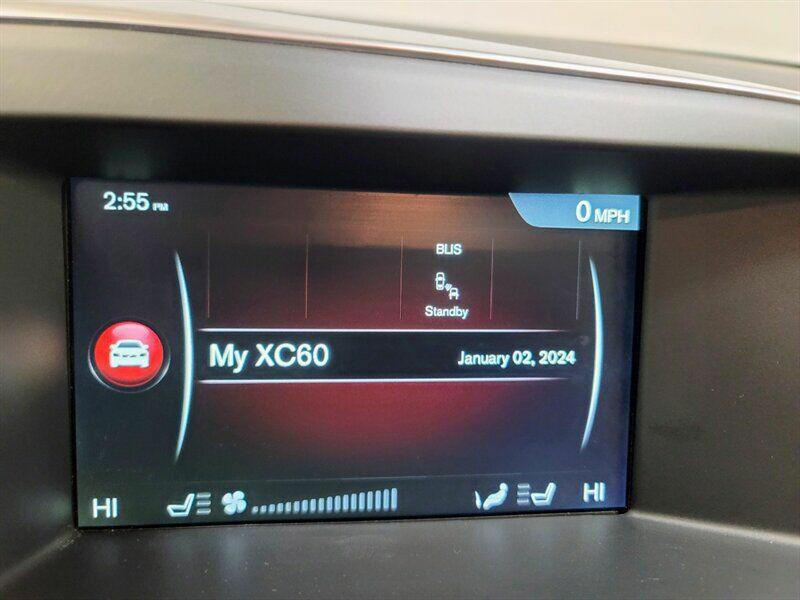 2:55 PM
0 MPH
BLIS
Standby
My XC60
January 02, 2024
HI
HI